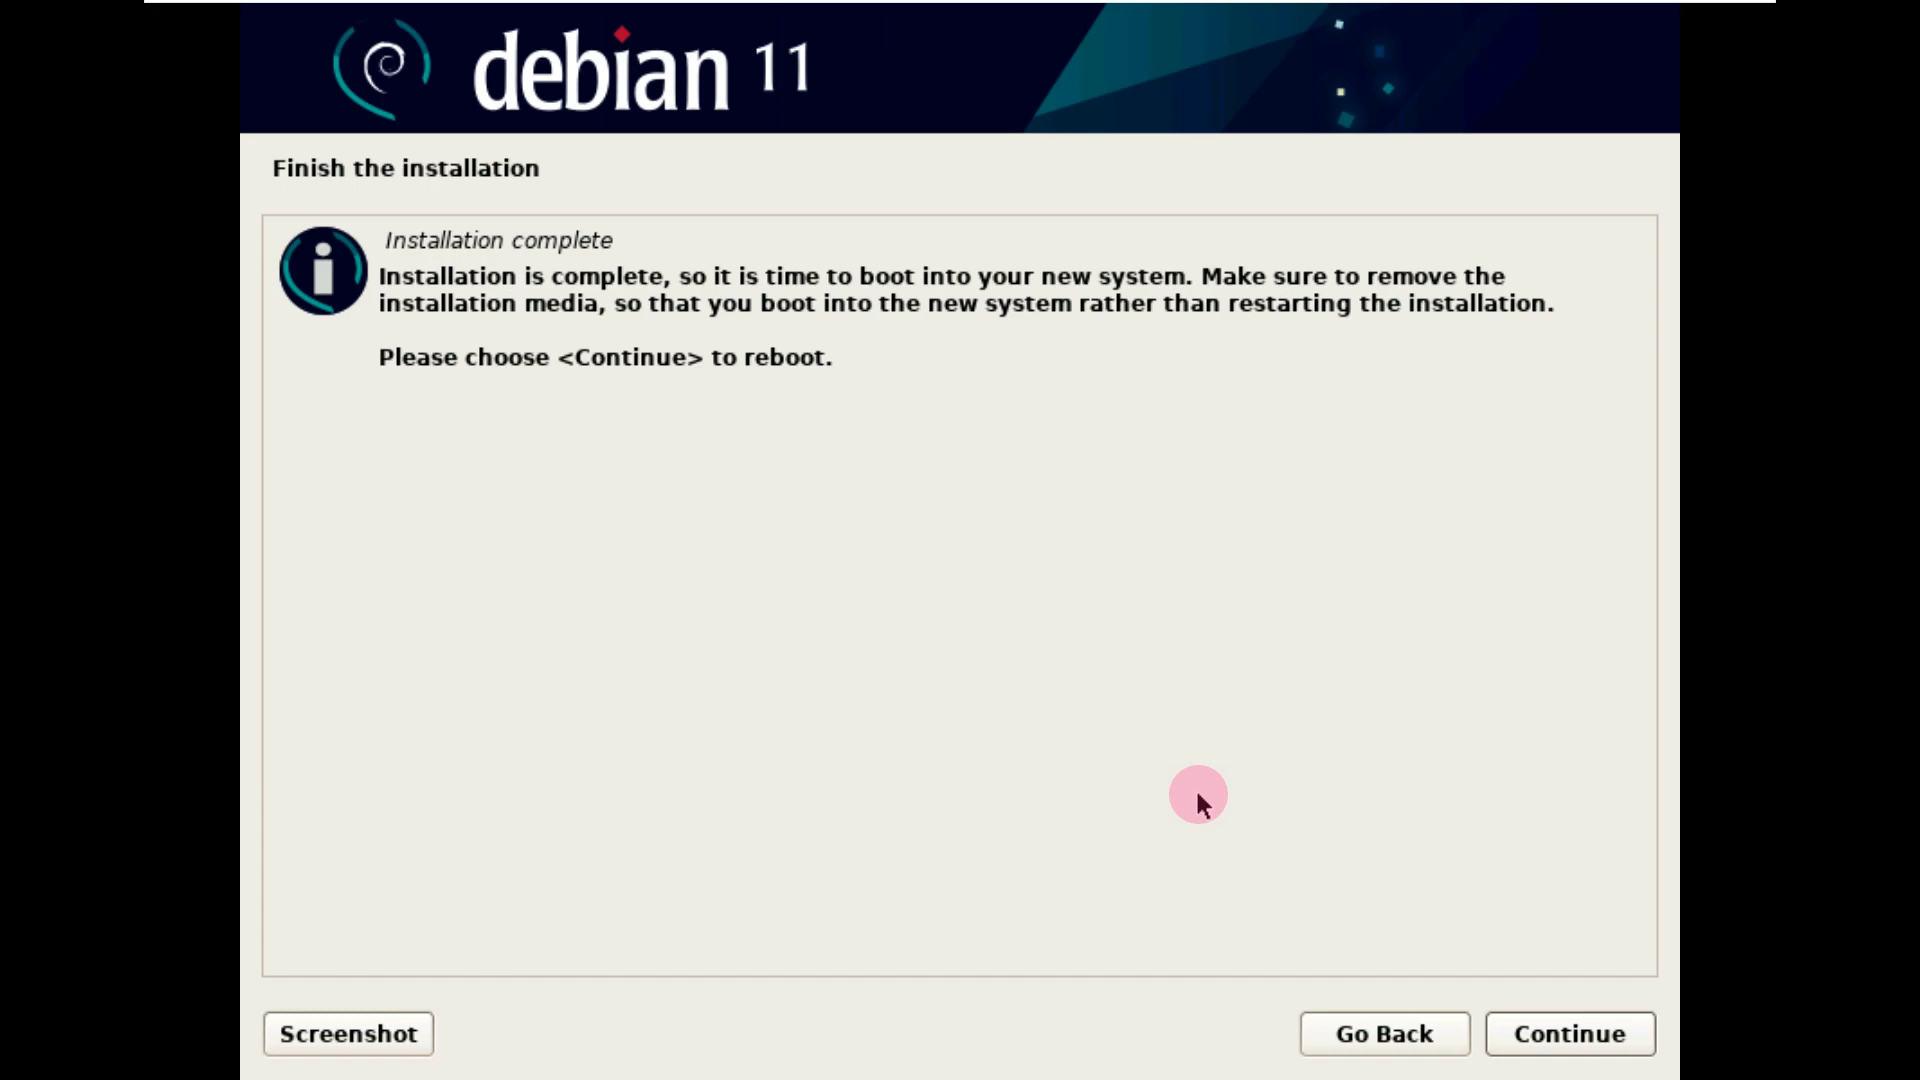 debian 11
Finish the installation
Installation complete
Installation is complete, so it is time to boot into your new system. Make sure to remove the
installation media, so that you boot into the new system rather than restarting the installation.
Please choose <Continue> to reboot.
Screenshot
Go Back
Continue